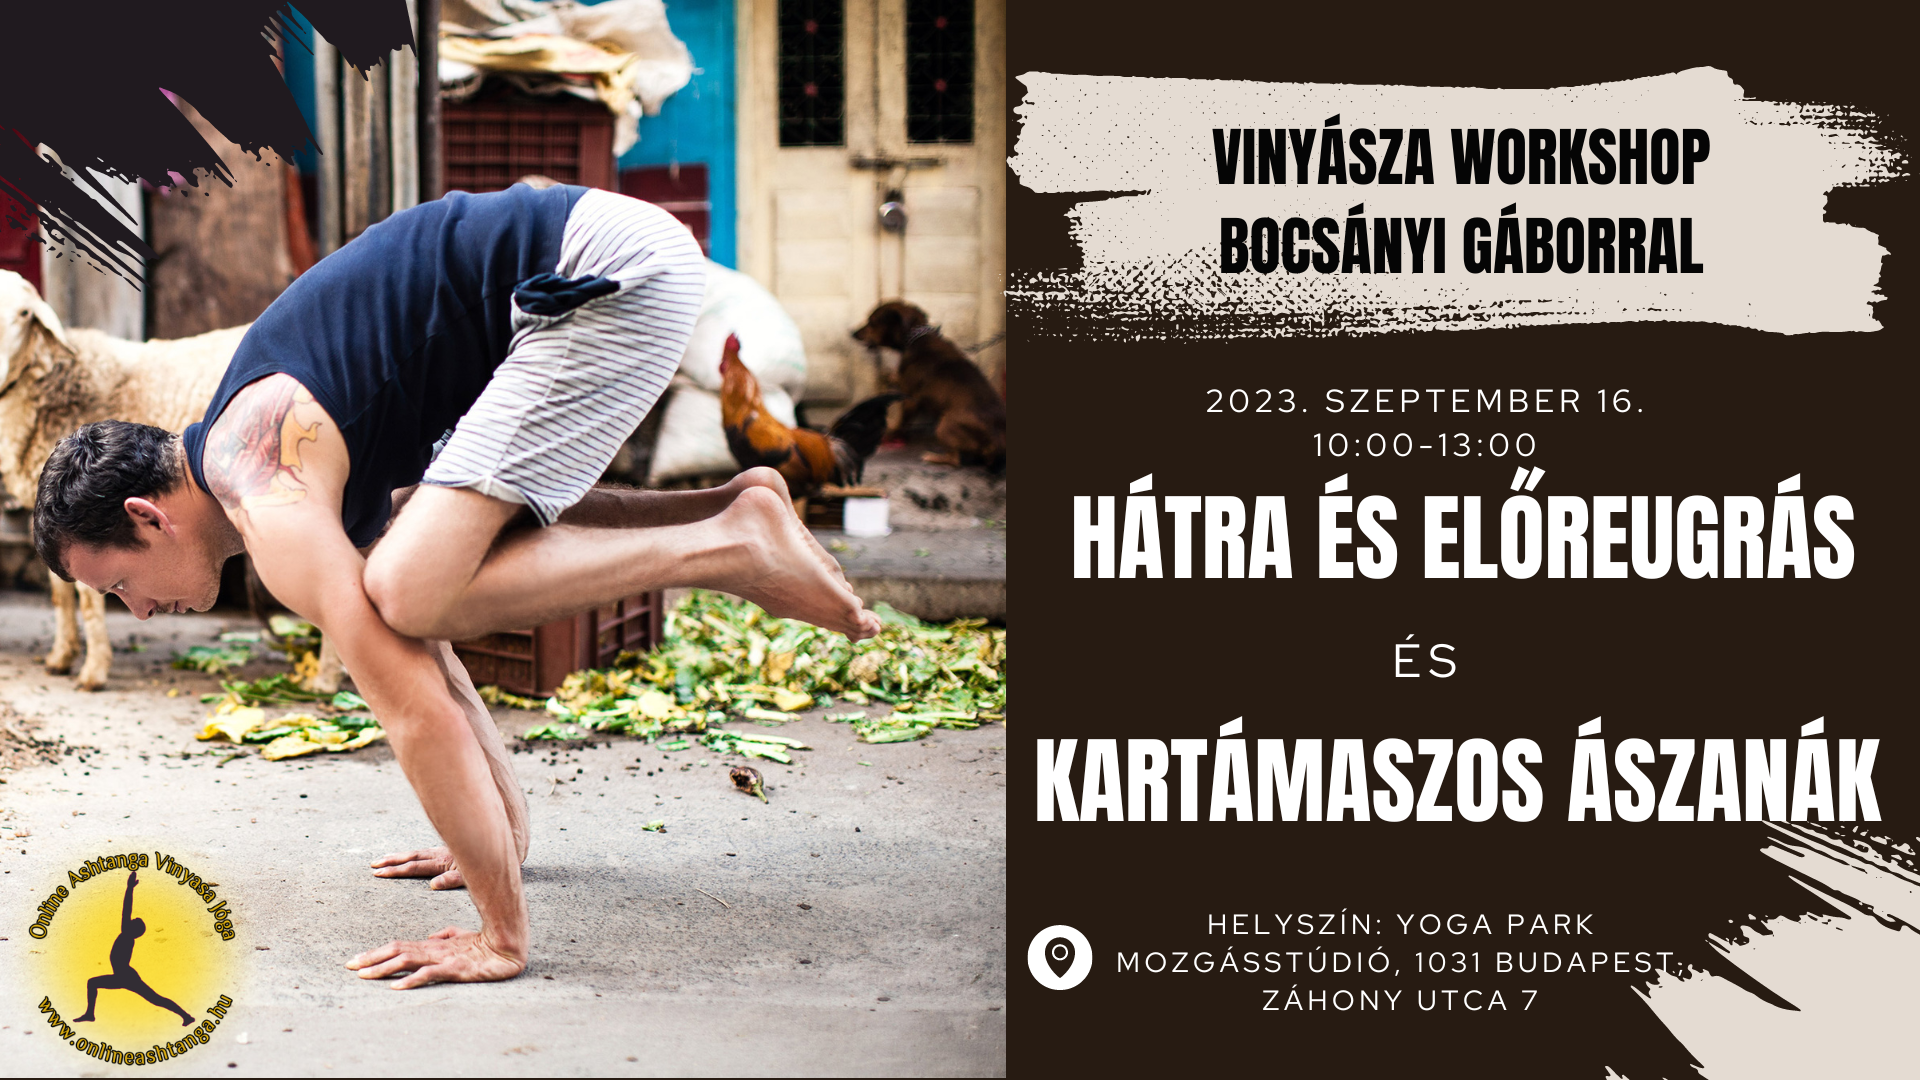 VINYÁSZA WORKSHOP
BOCSÁNYI GÁBORRAL
2023. SZEPTEMBER 16.
10:00-13:00
HÁTRA ÉS ELŐREUGRÁS
ÉS
KARTÁMASZOS ÁSZANÁK
HELYSZÍN: YOGA PARK
MOZGÁSSTÚDIÓ, 1031 BUDAPEST,
ZÁHONY UTCA 7
Online Ashtanga Vinyasa Jóga
www.onlineashtanga.hu